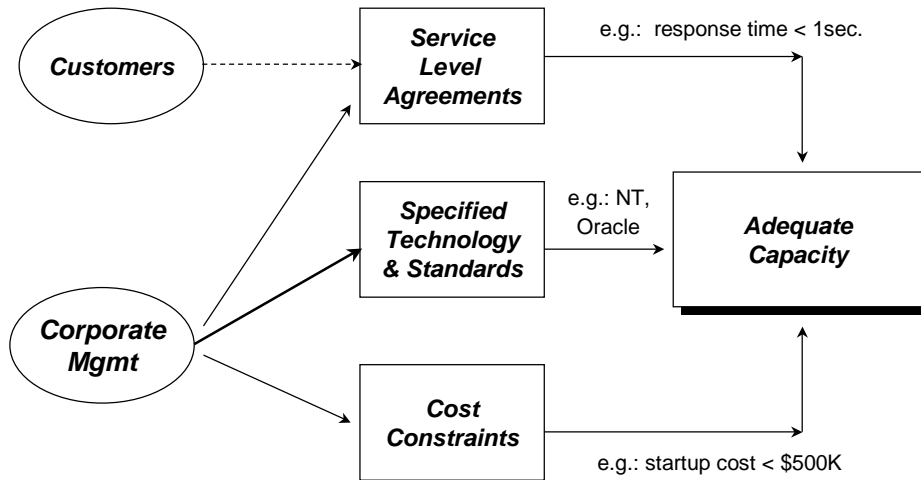 Customers
Service
Level
Agreements
e.g.:  response time < 1sec.
Specified
Technology
& Standards
e.g.: NT,
Oracle
Adequate
Capacity
Corporate
Mgmt
Cost
Constraints
e.g.: startup cost < $500K